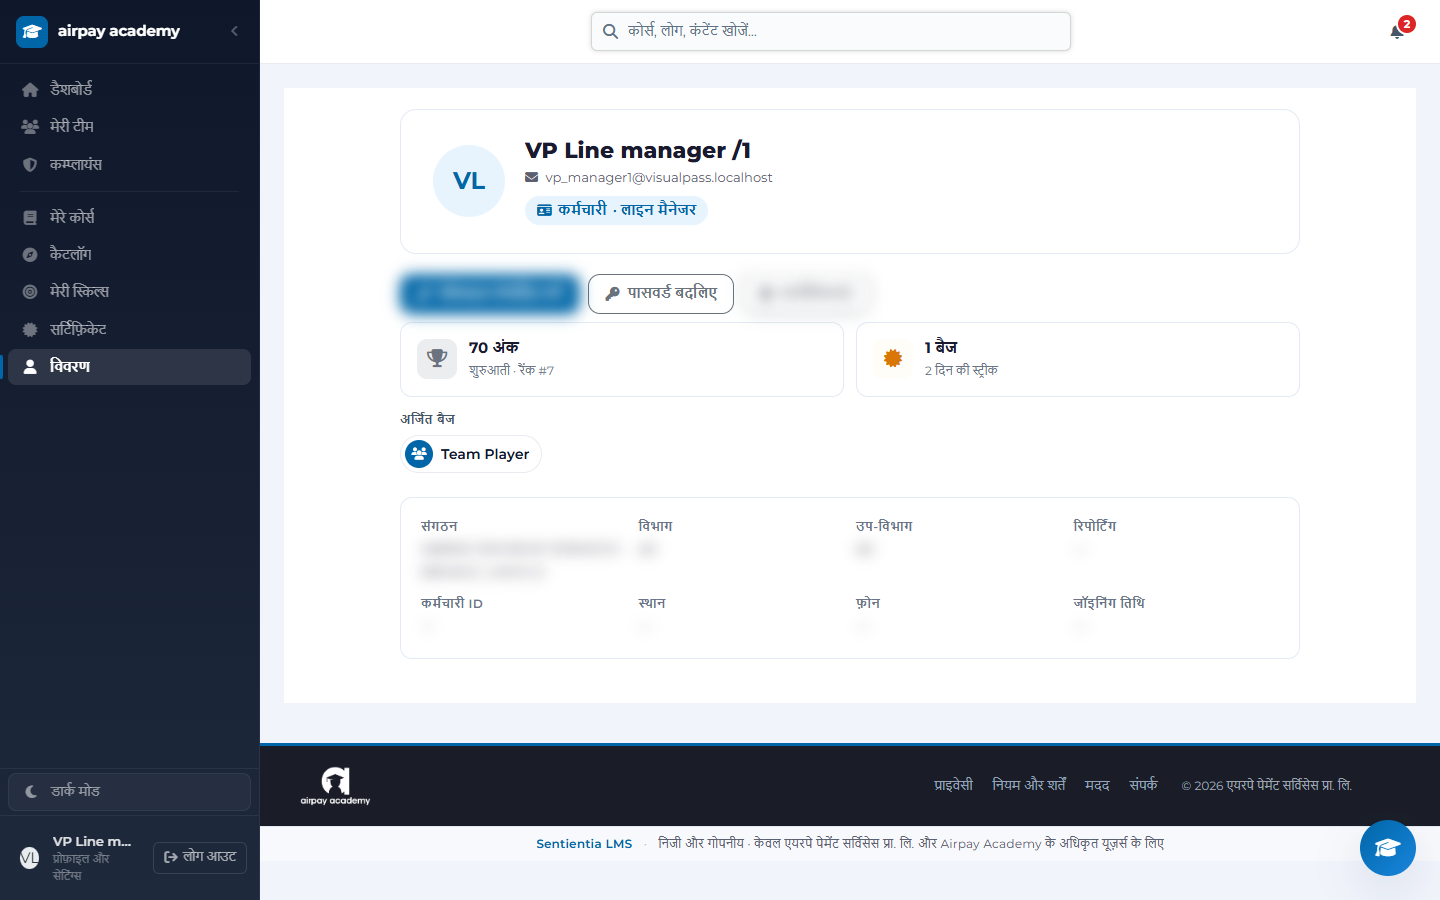 airpay academy
कोर्स, लोग, कंटेंट खोजें...
2
डैशबोर्ड
मेरी टीम
कम्प्लायंस
मेरे कोर्स
कैटलॉग
मेरी स्किल्स
सर्टिफ़िकेट
विवरण
VL
VP Line manager /1
vp_manager1@visualpass.localhost
कर्मचारी · लाइन मैनेजर
पासवर्ड बदलिए
70 अंक
शुरुआती · रैंक #7
1 बैज
2 दिन की स्ट्रीक
अर्जित बैज
Team Player
संगठन
विभाग
उप-विभाग
रिपोर्टिंग
कर्मचारी ID
स्थान
फ़ोन
जॉइनिंग तिथि
डार्क मोड
VL
VP Line m...
प्रोफ़ाइल और
सेटिंग्स
लोग आउट
airpay academy
प्राइवेसी नियम और शर्तें मदद संपर्क © 2026 एयरपे पेमेंट सर्विसेस प्रा. लि.
Sentientia LMS · निजी और गोपनीय · केवल एयरपे पेमेंट सर्विसेस प्रा. लि. और Airpay Academy के अधिकृत यूज़र्स के लिए